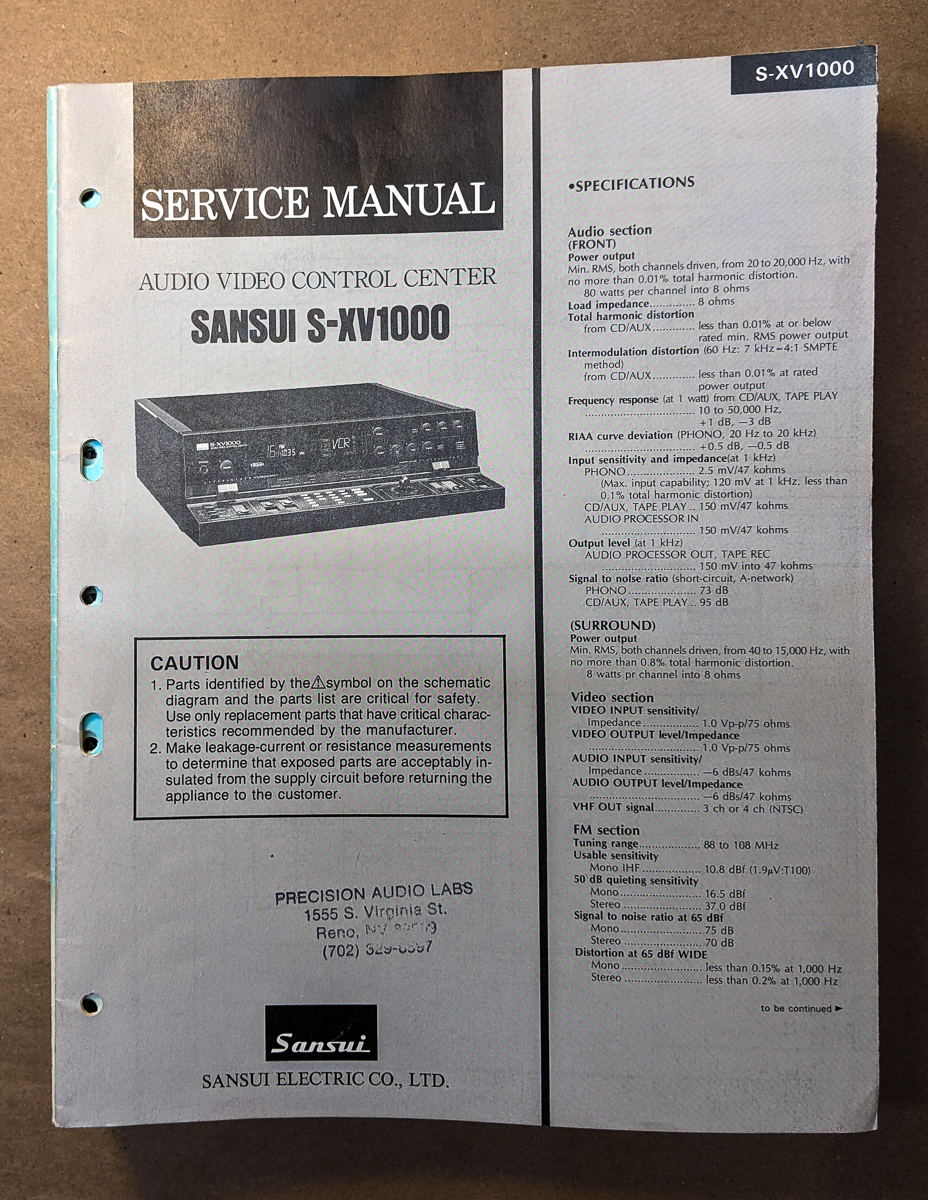 S-XV1000
SERVICE MANUAL
AUDIO VIDEO CONTROL CENTER
SANSUI S-XV1000
S-XV1000
VCR
CAUTION
1. Parts identified by the⚠symbol on the schematic
diagram and the parts list are critical for safety.
Use only replacement parts that have critical charac-
teristics recommended by the manufacturer.
2. Make leakage-current or resistance measurements
to determine that exposed parts are acceptably in-
sulated from the supply circuit before returning the
appliance to the customer.
PRECISION AUDIO LABS
1555 S. Virginia St.
Reno, NV
(702)
Sansui
SANSUI ELECTRIC CO., LTD.
•SPECIFICATIONS
Audio section
(FRONT)
Power output
Min. RMS, both channels driven, from 20 to 20,000 Hz, with
no more than 0.01% total harmonic distortion.
80 watts per channel into 8 ohms
Load impedance.............. 8 ohms
Total harmonic distortion
from CD/AUX............. less than 0.01% at or below
rated min. RMS power output
Intermodulation distortion (60 Hz: 7 kHz=4:1 SMPTE
method)
from CD/AUX............. less than 0.01% at rated
power output
Frequency response (at 1 watt) from CD/AUX, TAPE PLAY
................................. 10 to 50,000 Hz,
+1 dB, −3 dB
RIAA curve deviation (PHONO, 20 Hz to 20 kHz)
................................. +0.5 dB, −0.5 dB
Input sensitivity and impedance(at 1 kHz)
PHONO...................... 2.5 mV/47 kohms
(Max. input capability; 120 mV at 1 kHz, less than
0.1% total harmonic distortion)
CD/AUX, TAPE PLAY .. 150 mV/47 kohms
AUDIO PROCESSOR IN
............................ 150 mV/47 kohms
Output level (at 1 kHz)
AUDIO PROCESSOR OUT, TAPE REC
............................ 150 mV into 47 kohms
Signal to noise ratio (short-circuit, A-network)
PHONO...................... 73 dB
CD/AUX, TAPE PLAY .. 95 dB
(SURROUND)
Power output
Min. RMS, both channels driven, from 40 to 15,000 Hz, with
no more than 0.8% total harmonic distortion.
8 watts pr channel into 8 ohms
Video section
VIDEO INPUT sensitivity/
Impedance ................. 1.0 Vp-p/75 ohms
VIDEO OUTPUT level/Impedance
................................. 1.0 Vp-p/75 ohms
AUDIO INPUT sensitivity/
Impedance ................. −6 dBs/47 kohms
AUDIO OUTPUT level/Impedance
................................. −6 dBs/47 kohms
VHF OUT signal.............. 3 ch or 4 ch (NTSC)
FM section
Tuning range................... 88 to 108 MHz
Usable sensitivity
Mono IHF ................... 10.8 dBf (1.9μV:T100)
50 dB quieting sensitivity
Mono.......................... 16.5 dBf
Stereo ........................ 37.0 dBf
Signal to noise ratio at 65 dBf
Mono.......................... 75 dB
Stereo ........................ 70 dB
Distortion at 65 dBf WIDE
Mono .......................... less than 0.15% at 1,000 Hz
Stereo ........................ less than 0.2% at 1,000 Hz
to be continued ►